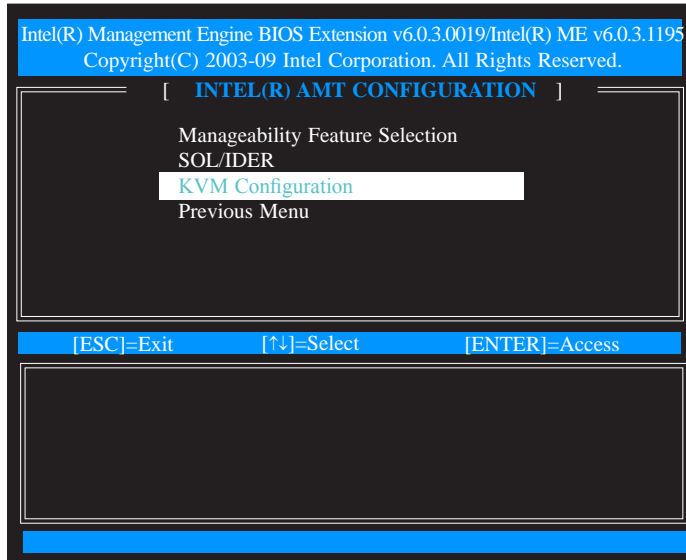 Intel(R) Management Engine BIOS Extension v6.0.3.0019/Intel(R) ME v6.0.3.1195
Copyright(C) 2003-09 Intel Corporation. All Rights Reserved.
[ INTEL(R) AMT CONFIGURATION ]
Manageability Feature Selection
SOL/IDER
KVM Configuration
Previous Menu
[ESC]=Exit [↑↓]=Select [ENTER]=Access